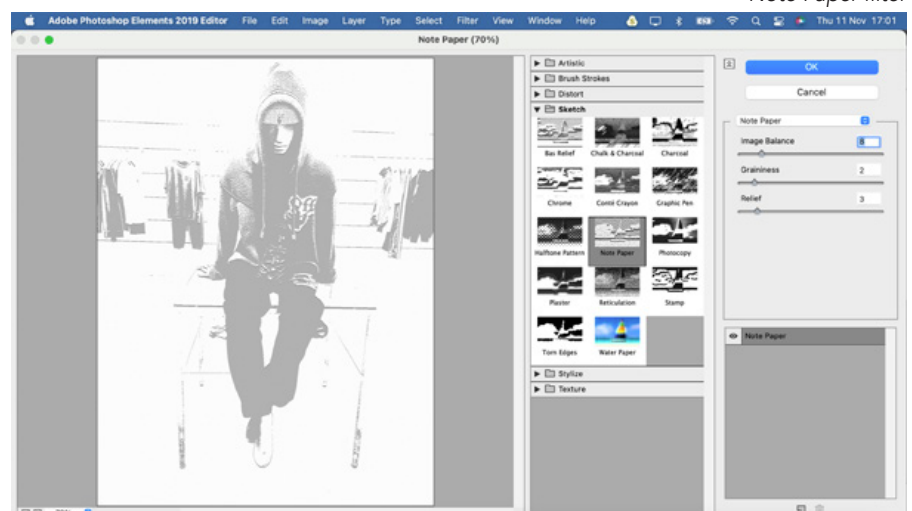 Note Paper filter
Adobe Photoshop Elements 2019 Editor File Edit Image Layer Type Select Filter View Window Help Thu 11 Nov 17:01
Note Paper (70%)
Artistic
Brush Strokes
Distort
Sketch
Bas Relief Chalk & Charcoal Charcoal
Chrome Conté Crayon Graphic Pen
Halftone Pattern Note Paper Photocopy
Plaster Reticulation Stamp
Torn Edges Water Paper
Stylize
Texture
OK
Cancel
Note Paper
Image Balance 8
Graininess 2
Relief 3
Note Paper